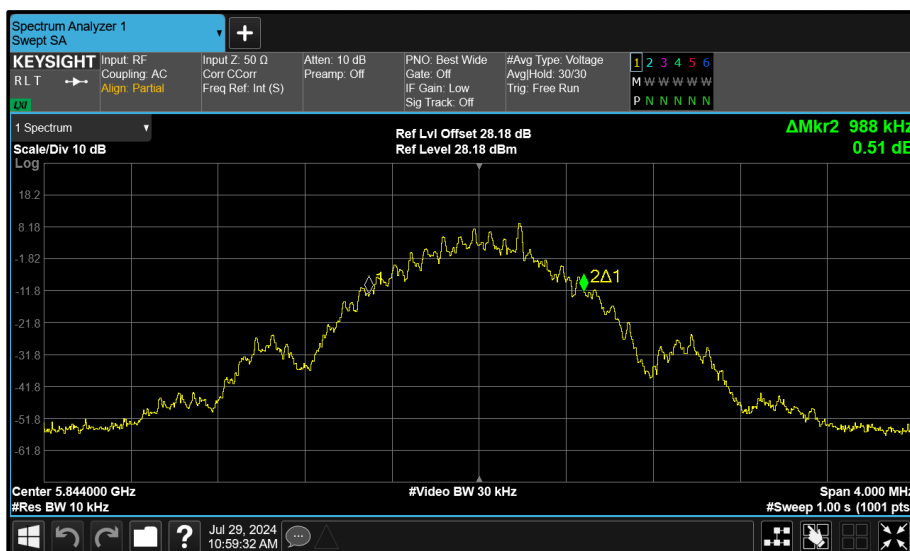 Spectrum Analyzer 1
Swept SA
+
KEYSIGHT
RLT
LXI
Input: RF
Coupling: AC
Align: Partial
Input Z: 50 Ω
Corr CCorr
Freq Ref: Int (S)
Atten: 10 dB
Preamp: Off
PNO: Best Wide
Gate: Off
IF Gain: Low
Sig Track: Off
#Avg Type: Voltage
Avg|Hold: 30/30
Trig: Free Run
1 2 3 4 5 6
M W W W W W
P N N N N N
1 Spectrum
Scale/Div 10 dB
Ref Lvl Offset 28.18 dB
Ref Level 28.18 dBm
ΔMkr2 988 kHz
0.51 dB
Log
18.2
8.18
-1.82
-11.8
-21.8
-31.8
-41.8
-51.8
-61.8
1
2Δ1
Center 5.844000 GHz
#Res BW 10 kHz
#Video BW 30 kHz
Span 4.000 MHz
#Sweep 1.00 s (1001 pts
?
Jul 29, 2024
10:59:32 AM